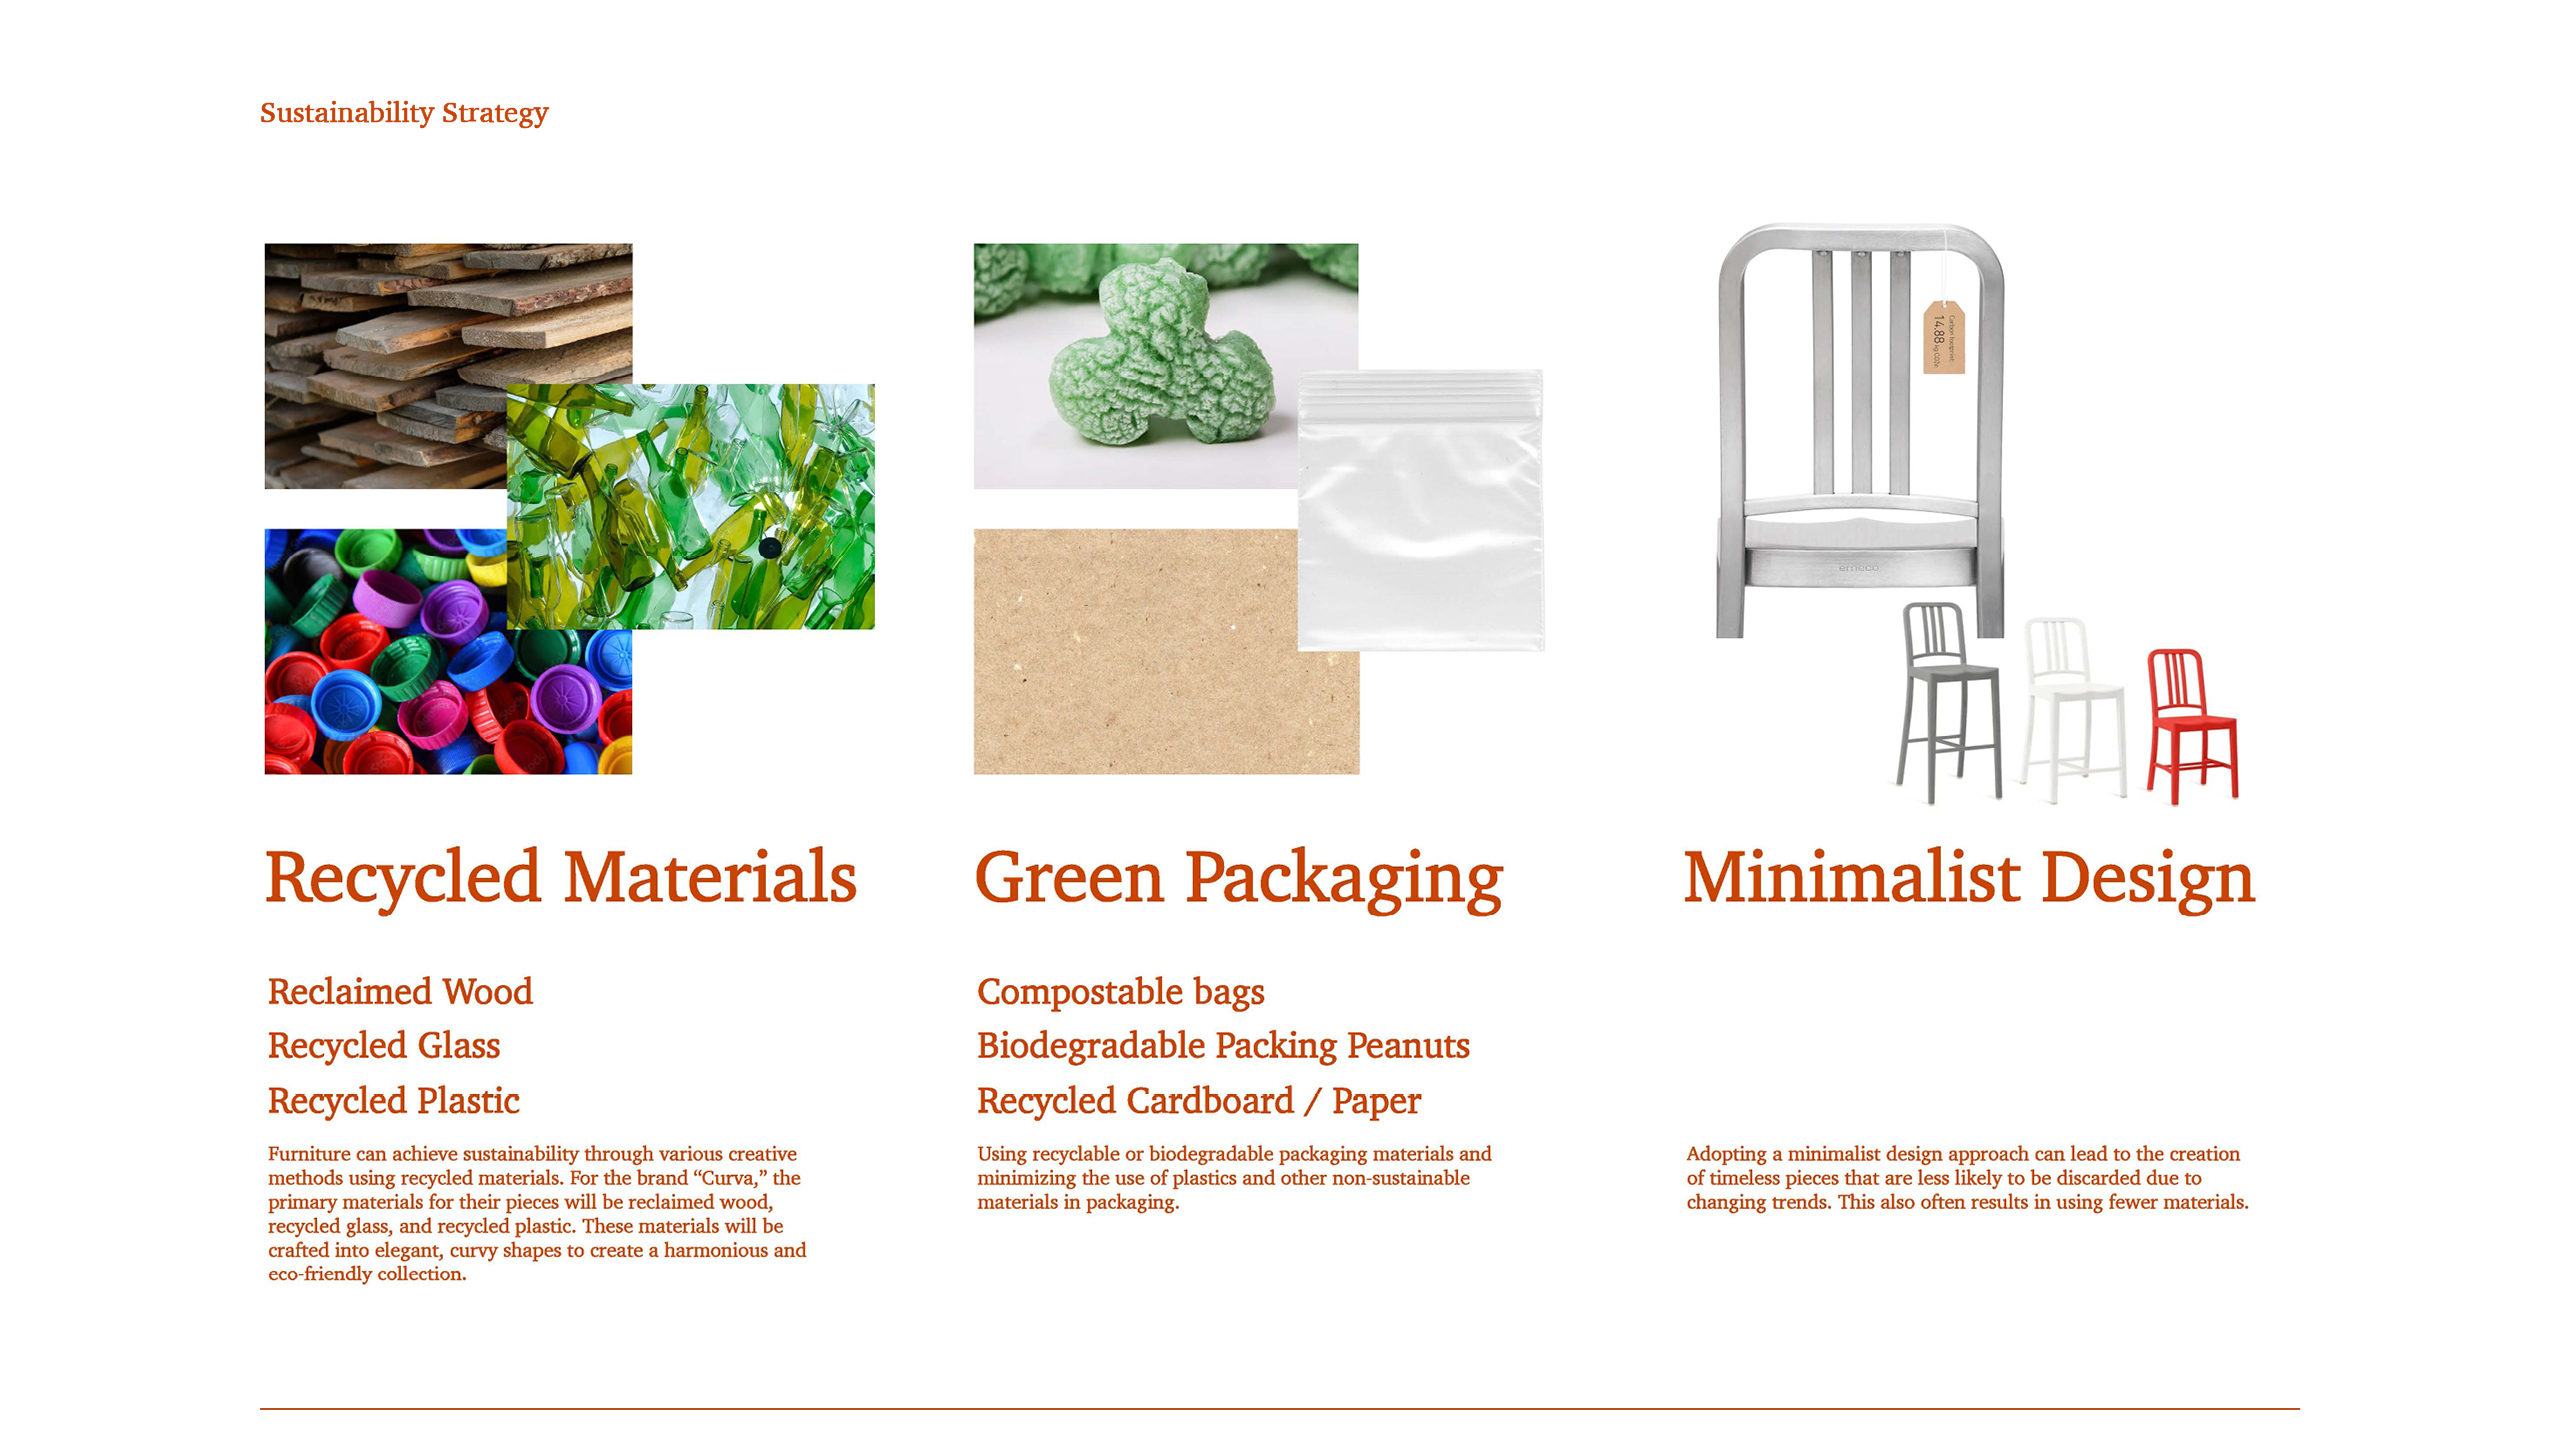 Sustainability Strategy
Carbon footprint:
14.88 kg CO2e
emeco
Recycled Materials
Reclaimed Wood
Recycled Glass
Recycled Plastic
Furniture can achieve sustainability through various creative
methods using recycled materials. For the brand “Curva,” the
primary materials for their pieces will be reclaimed wood,
recycled glass, and recycled plastic. These materials will be
crafted into elegant, curvy shapes to create a harmonious and
eco-friendly collection.
Green Packaging
Compostable bags
Biodegradable Packing Peanuts
Recycled Cardboard / Paper
Using recyclable or biodegradable packaging materials and
minimizing the use of plastics and other non-sustainable
materials in packaging.
Minimalist Design
Adopting a minimalist design approach can lead to the creation
of timeless pieces that are less likely to be discarded due to
changing trends. This also often results in using fewer materials.